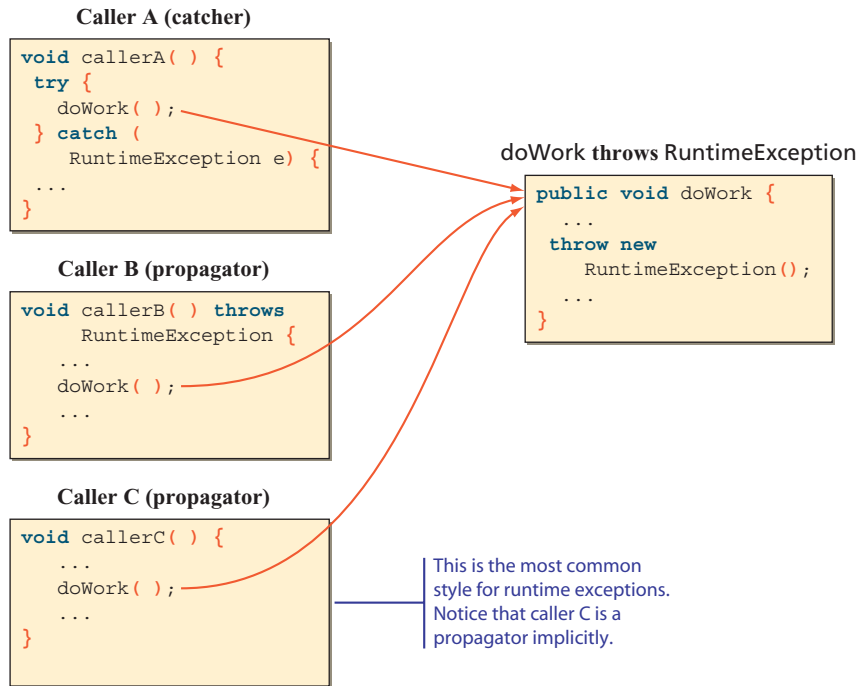 Caller A (catcher)
void callerA( ) {
try {
doWork( );
} catch (
RuntimeException e) {
...
}
Caller B (propagator)
void callerB( ) throws
RuntimeException {
...
doWork( );
...
}
Caller C (propagator)
void callerC( ) {
...
doWork( );
...
}
doWork throws RuntimeException
public void doWork {
...
throw new
RuntimeException();
...
}
This is the most common
style for runtime exceptions.
Notice that caller C is a
propagator implicitly.